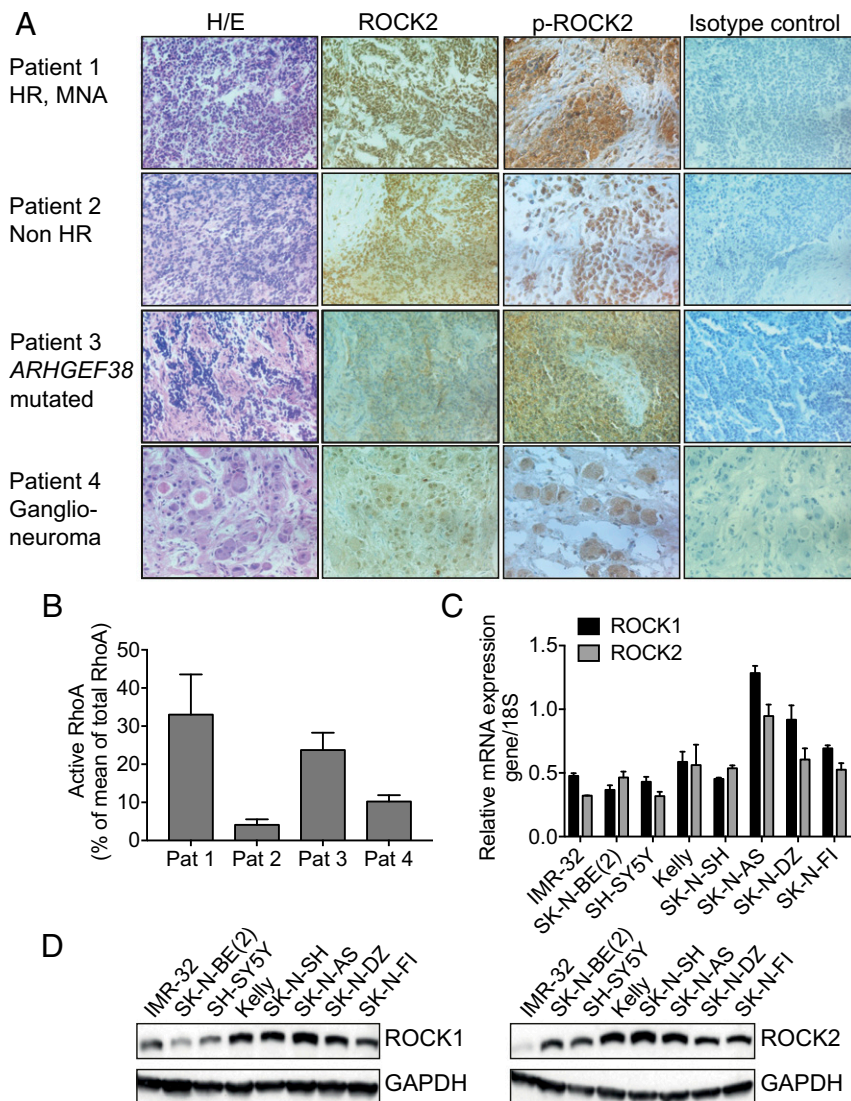 A
H/E ROCK2 p-ROCK2 Isotype control
Patient 1
HR, MNA
Patient 2
Non HR
Patient 3
ARHGEF38
mutated
Patient 4
Ganglio-
neuroma
B
Active RhoA
(% of mean of total RhoA)
50
40
30
20
10
0
Pat 1 Pat 2 Pat 3 Pat 4
C
ROCK1
ROCK2
Relative mRNA expression
gene/18S
1.5
1.0
0.5
0.0
IMR-32
SK-N-BE(2)
SH-SY5Y
Kelly
SK-N-SH
SK-N-AS
SK-N-DZ
SK-N-FI
D
IMR-32
SK-N-BE(2)
SH-SY5Y
Kelly
SK-N-SH
SK-N-AS
SK-N-DZ
SK-N-FI
ROCK1
GAPDH
IMR-32
SK-N-BE(2)
SH-SY5Y
Kelly
SK-N-SH
SK-N-AS
SK-N-DZ
SK-N-FI
ROCK2
GAPDH